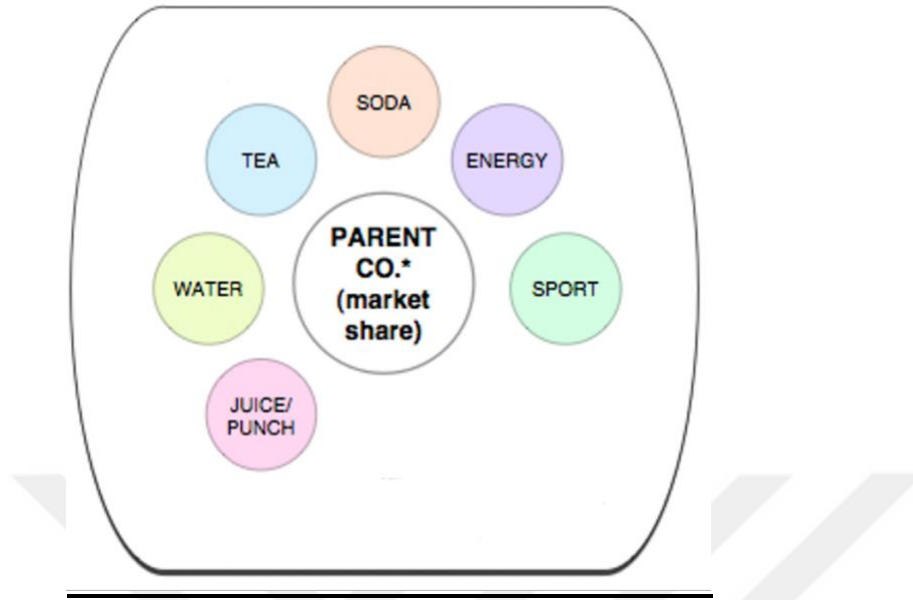 SODA
TEA
ENERGY
PARENT
CO.*
(market
share)
WATER
SPORT
JUICE/
PUNCH